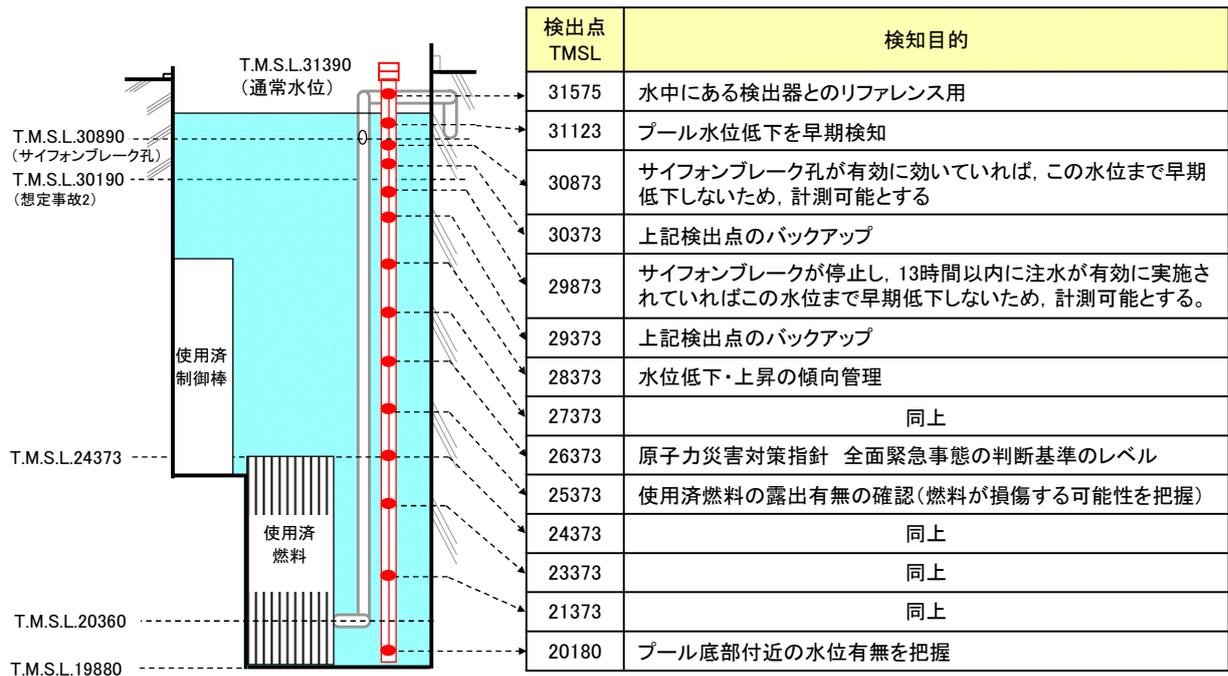 T.M.S.L.31390
(通常水位)
T.M.S.L.30890
(サイフォンブレーク孔)
T.M.S.L.30190
(想定事故2)
使用済
制御棒
T.M.S.L.24373
使用済
燃料
T.M.S.L.20360
T.M.S.L.19880
検出点
TMSL
検知目的
31575
水中にある検出器とのリファレンス用
31123
プール水位低下を早期検知
30873
サイフォンブレーク孔が有効に効いていれば,この水位まで早期
低下しないため,計測可能とする
30373
上記検出点のバックアップ
29873
サイフォンブレークが停止し,13時間以内に注水が有効に実施さ
れていればこの水位まで早期低下しないため,計測可能とする。
29373
上記検出点のバックアップ
28373
水位低下・上昇の傾向管理
27373
同上
26373
原子力災害対策指針 全面緊急事態の判断基準のレベル
25373
使用済燃料の露出有無の確認(燃料が損傷する可能性を把握)
24373
同上
23373
同上
21373
同上
20180
プール底部付近の水位有無を把握